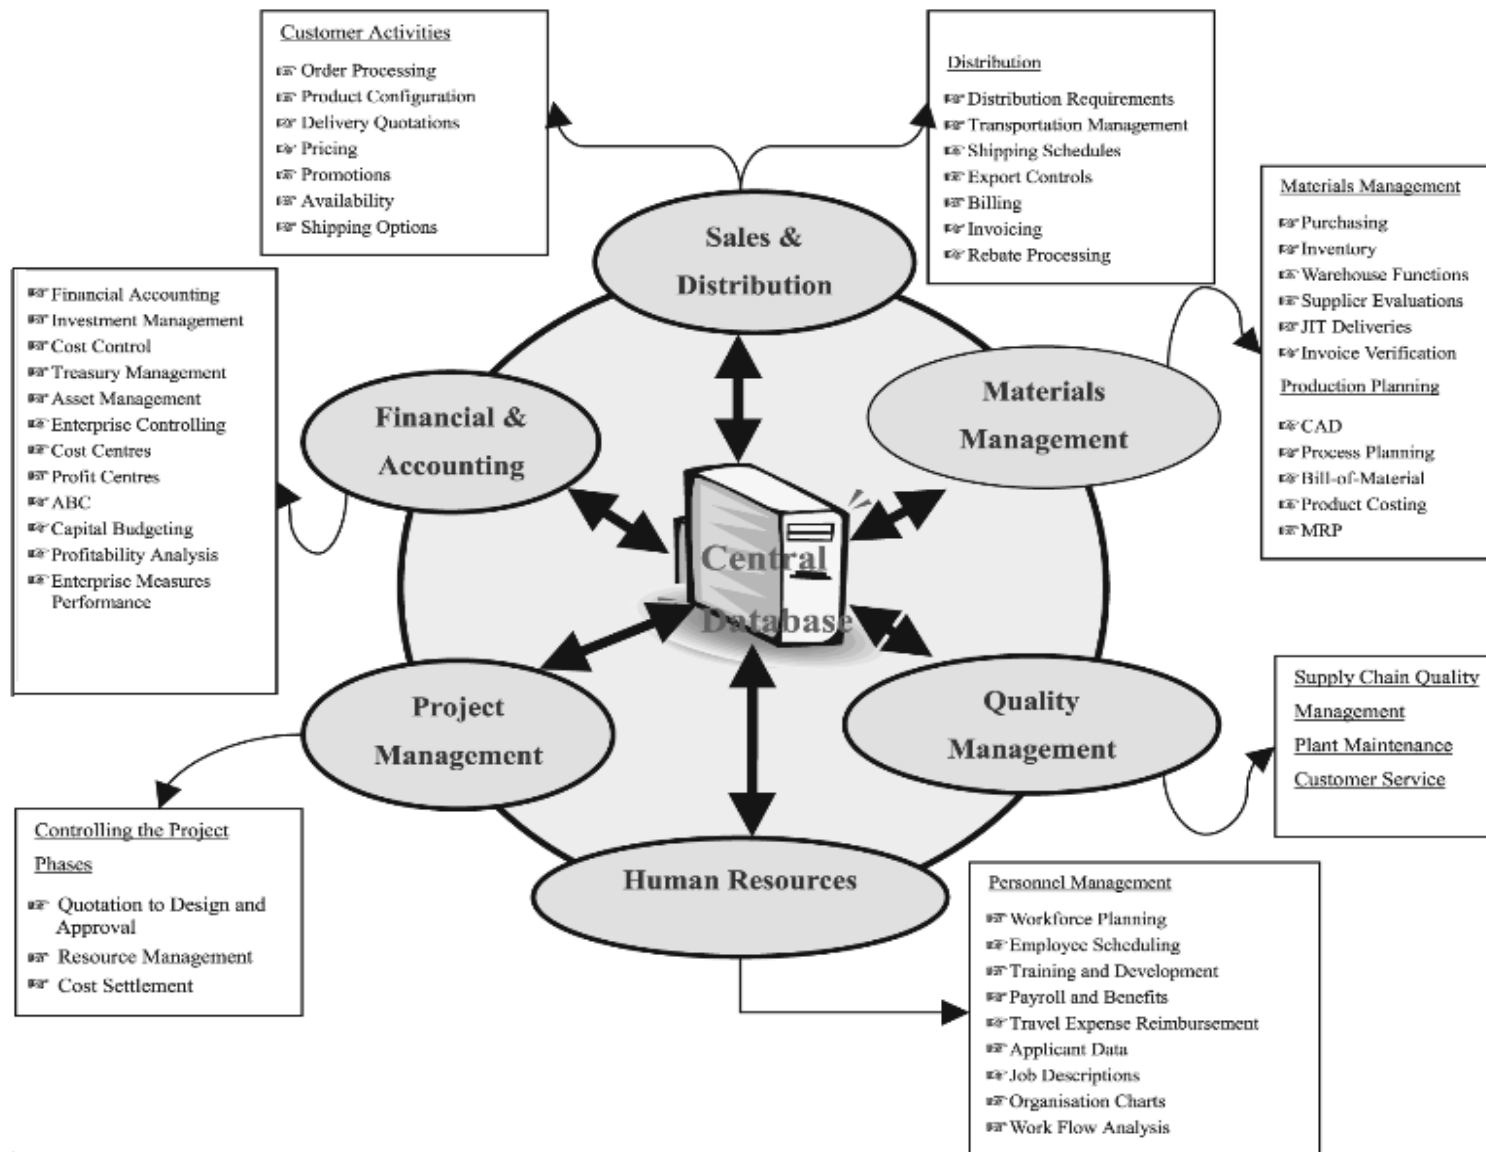 Customer Activities
Order Processing
Product Configuration
Delivery Quotations
Pricing
Promotions
Availability
Shipping Options
Distribution
Distribution Requirements
Transportation Management
Shipping Schedules
Export Controls
Billing
Invoicing
Rebate Processing
Materials Management
Purchasing
Inventory
Warehouse Functions
Supplier Evaluations
JIT Deliveries
Invoice Verification
Production Planning
CAD
Process Planning
Bill-of-Material
Product Costing
MRP
Financial Accounting
Investment Management
Cost Control
Treasury Management
Asset Management
Enterprise Controlling
Cost Centres
Profit Centres
ABC
Capital Budgeting
Profitability Analysis
Enterprise Measures
Performance
Sales &
Distribution
Financial &
Accounting
Materials
Management
Central
Database
Project
Management
Quality
Management
Human Resources
Supply Chain Quality
Management
Plant Maintenance
Customer Service
Controlling the Project
Phases
Quotation to Design and
Approval
Resource Management
Cost Settlement
Personnel Management
Workforce Planning
Employee Scheduling
Training and Development
Payroll and Benefits
Travel Expense Reimbursement
Applicant Data
Job Descriptions
Organisation Charts
Work Flow Analysis